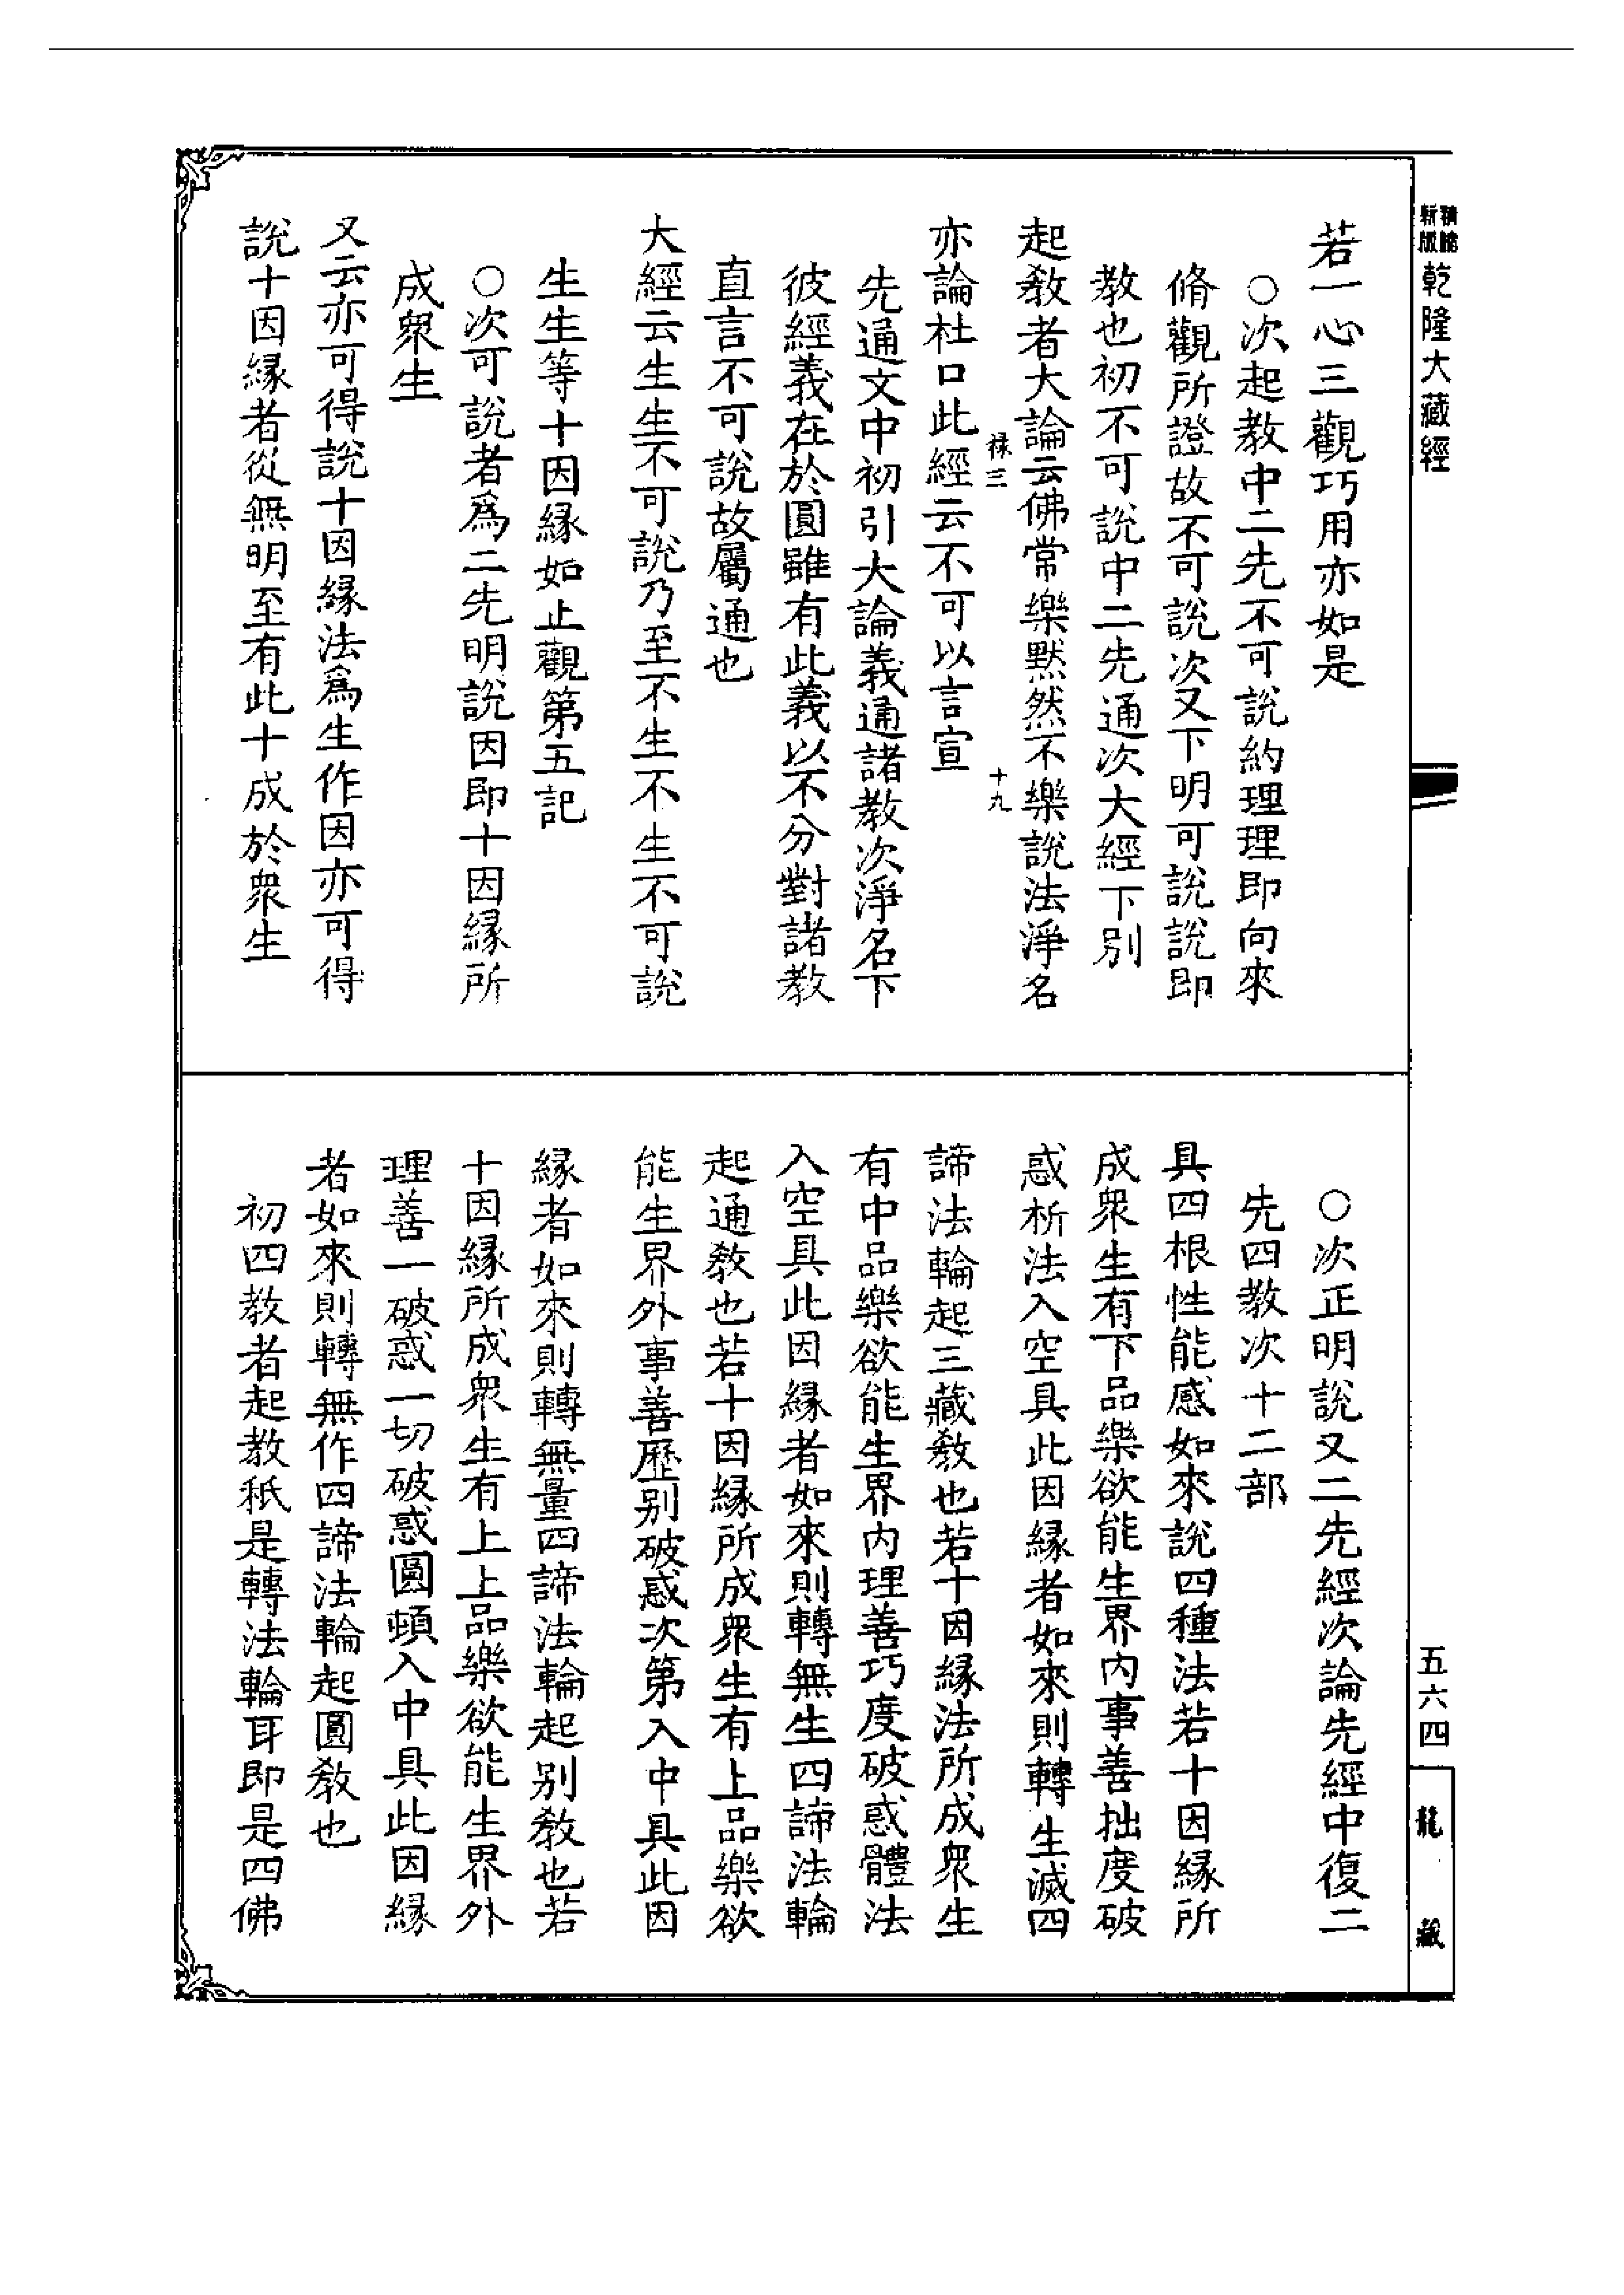 新版
精縮
乾隆大藏經
若一心三觀巧用亦如是
○次起教中二先不可說約理理即向來
脩觀所證故不可說次又下明可說說即
教也初不可說中二先通次大經下別
起教者大論云佛常樂默然不樂說法淨名
祿三
十九
亦論杜口此經云不可以言宣
先通文中初引大論義通諸教次淨名下
彼經義在於圓雖有此義以不分對諸教
直言不可說故屬通也
大經云生生不可說乃至不生不生不可說
生生等十因緣如止觀第五記
○次可說者爲二先明說因即十因緣所
成衆生
又云亦可得說十因緣法爲生作因亦可得
說十因緣者從無明至有此十成於衆生
○次正明說又二先經次論先經中復二
先四教次十二部
具四根性能感如來說四種法若十因緣所
成衆生有下品樂欲能生界內事善拙度破
惑析法入空具此因緣者如來則轉生滅四
諦法輪起三藏教也若十因緣法所成衆生
有中品樂欲能生界內理善巧度破惑體法
入空具此因緣者如來則轉無生四諦法輪
起通教也若十因緣所成衆生有上品樂欲
能生界外事善歷别破惑次第入中具此因
緣者如來則轉無量四諦法輪起别教也若
十因緣所成衆生有上上品樂欲能生界外
理善一破惑一切破惑圓頓入中具此因緣
者如來則轉無作四諦法輪起圓教也
初四教者起教秖是轉法輪耳即是四佛
五六四
龍藏